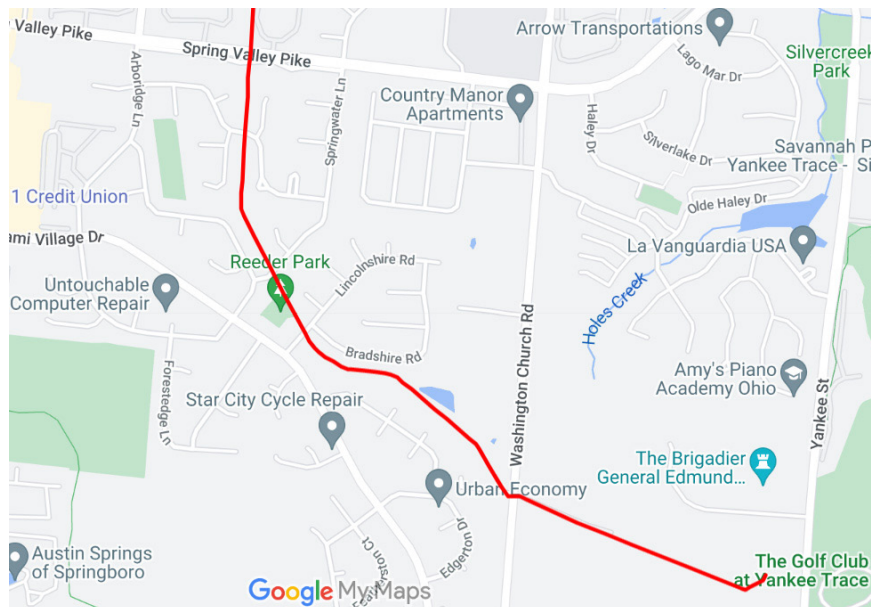 Valley Pike
Spring Valley Pike
Arrow Transportations
Lago Mar Dr
Silvercreek
Park
Arboridge Ln
Springwater Ln
Country Manor
Apartments
Haley Dr
Silverlake Dr
Savannah P
Yankee Trace - Si
1 Credit Union
Olde Haley Dr
ami Village Dr
Reeder Park
Lincolnshire Rd
La Vanguardia USA
Untouchable
Computer Repair
Holes Creek
Washington Church Rd
Bradshire Rd
Forestedge Ln
Amy's Piano
Academy Ohio
Yankee St
Star City Cycle Repair
The Brigadier
General Edmund...
Urban Economy
Edgerton Dr
Austin Springs
of Springboro
The Golf Club
at Yankee Trace
Google My Maps